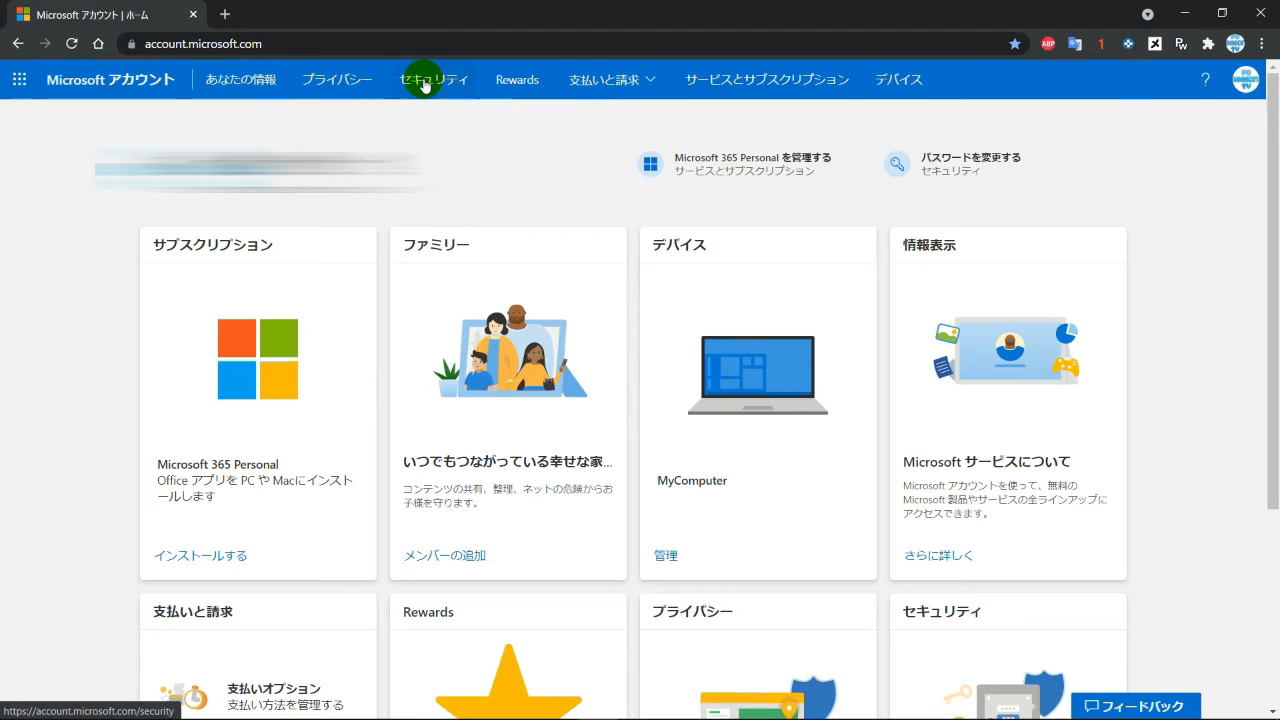 Microsoft アカウント | ホーム
account.microsoft.com
ABP
1
Microsoft アカウント
あなたの情報
プライバシー
セキュリティ
Rewards
支払いと請求
サービスとサブスクリプション
デバイス
?
Microsoft 365 Personal を管理する
サービスとサブスクリプション
パスワードを変更する
セキュリティ
サブスクリプション
Microsoft 365 Personal
Office アプリを PC や Macにインスト
ールします
インストールする
ファミリー
いつでもつながっている幸せな家...
コンテンツの共有、整理、ネットの危険からお
子様を守ります。
メンバーの追加
デバイス
MyComputer
管理
情報表示
Microsoft サービスについて
Microsoft アカウントを使って、無料の
Microsoft 製品やサービスの全ラインアップに
アクセスできます。
さらに詳しく
支払いと請求
支払いオプション
支払い方法を管理する
Rewards
プライバシー
セキュリティ
フィードバック
https://account.microsoft.com/security